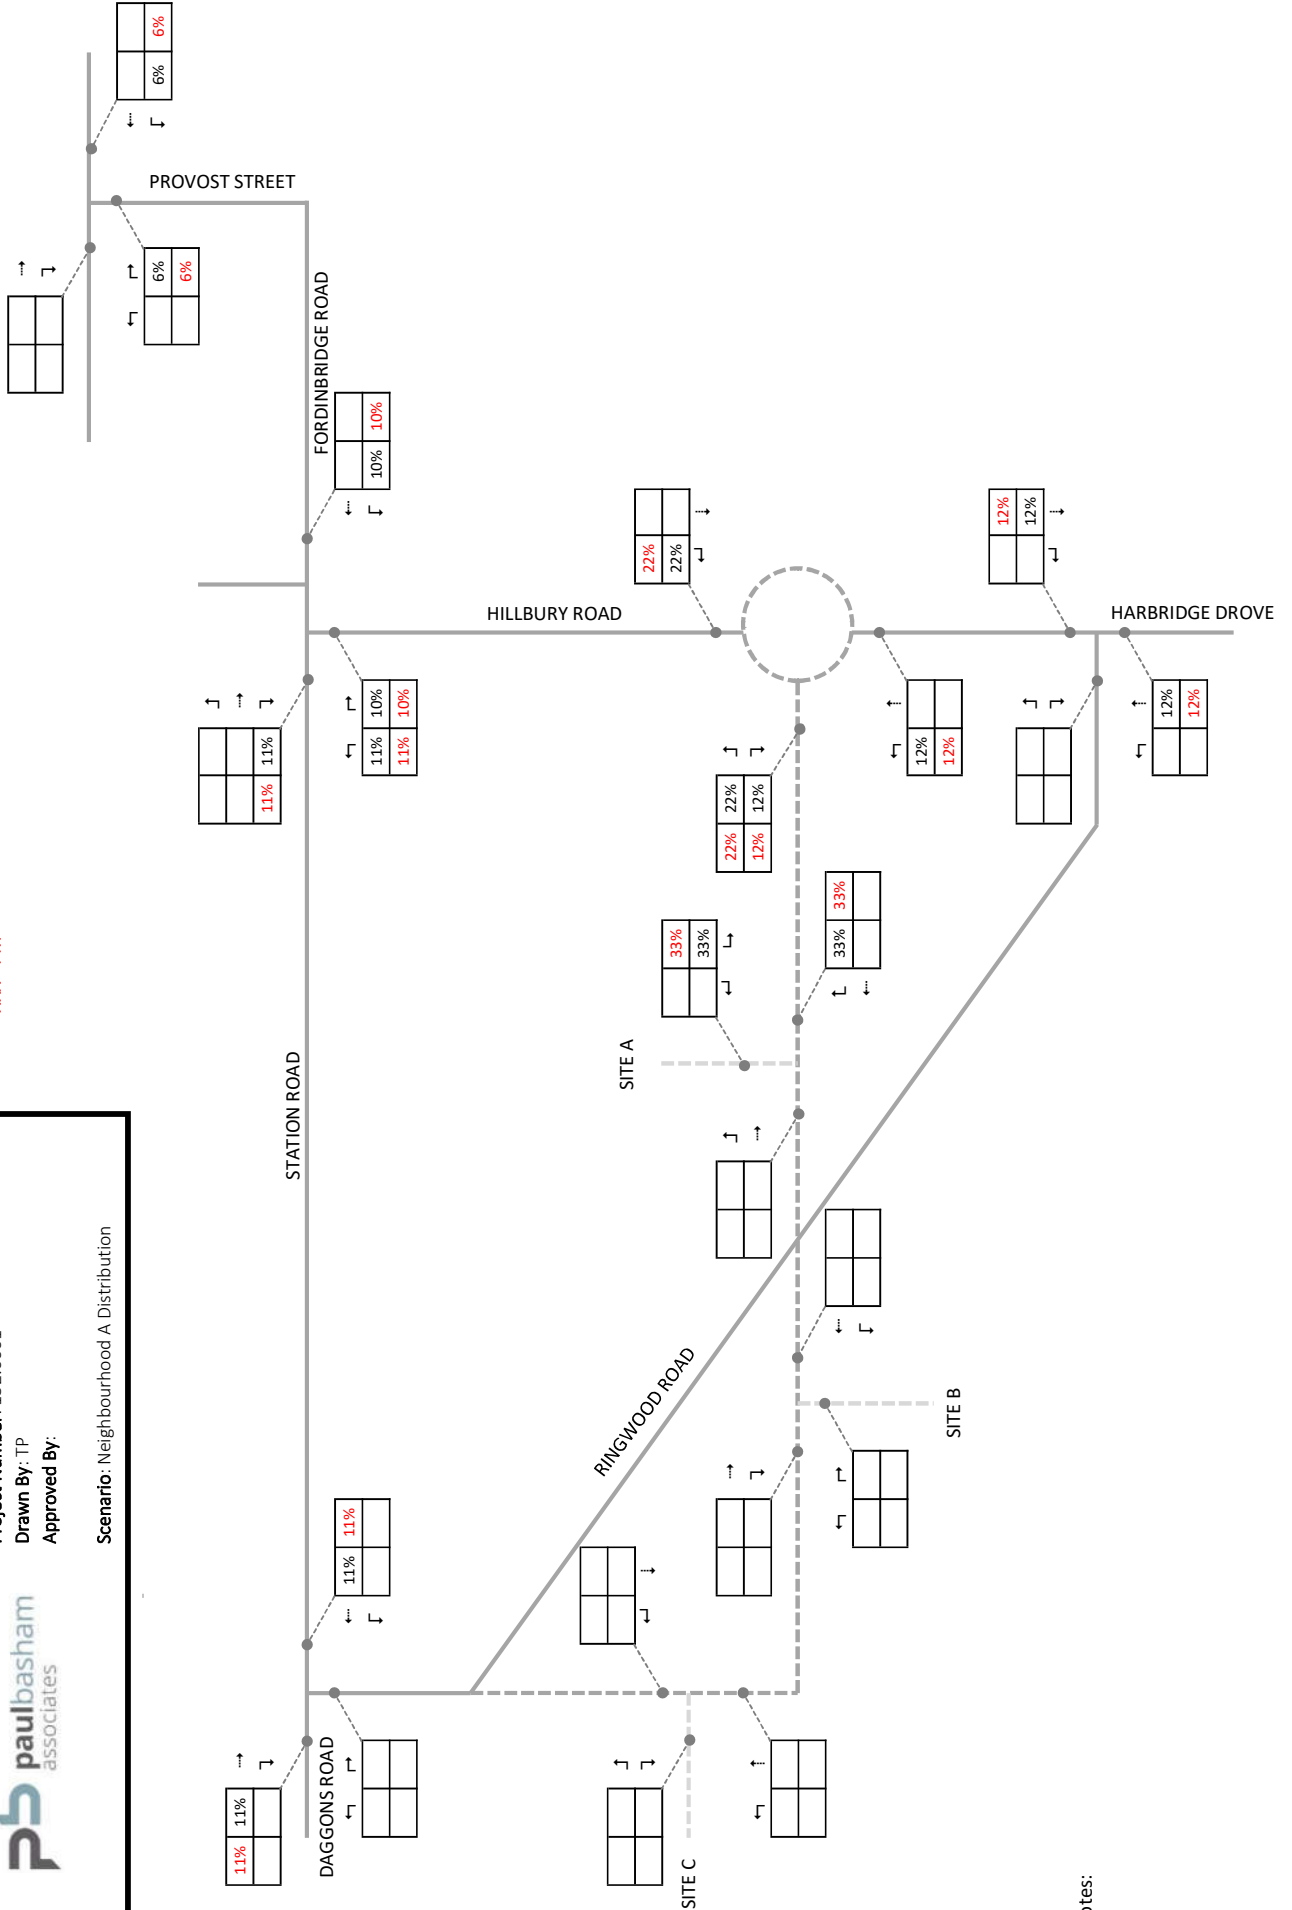 6%
6%
PROVOST STREET
6%
6%
FORDINBRIDGE ROAD
10%
10%
22%
22%
HILLBURY ROAD
12%
12%
HARBRIDGE DROVE
11%
11%
11%
10%
11%
10%
12%
12%
12%
12%
22%
22%
12%
12%
33%
33%
33%
33%
SITE A
STATION ROAD
RINGWOOD ROAD
SITE B
11%
11%
11%
11%
DAGGONS ROAD
SITE C
Drawn By: TP
Approved By:
Scenario: Neighbourhood A Distribution
pb paulbasham
associates
otes: